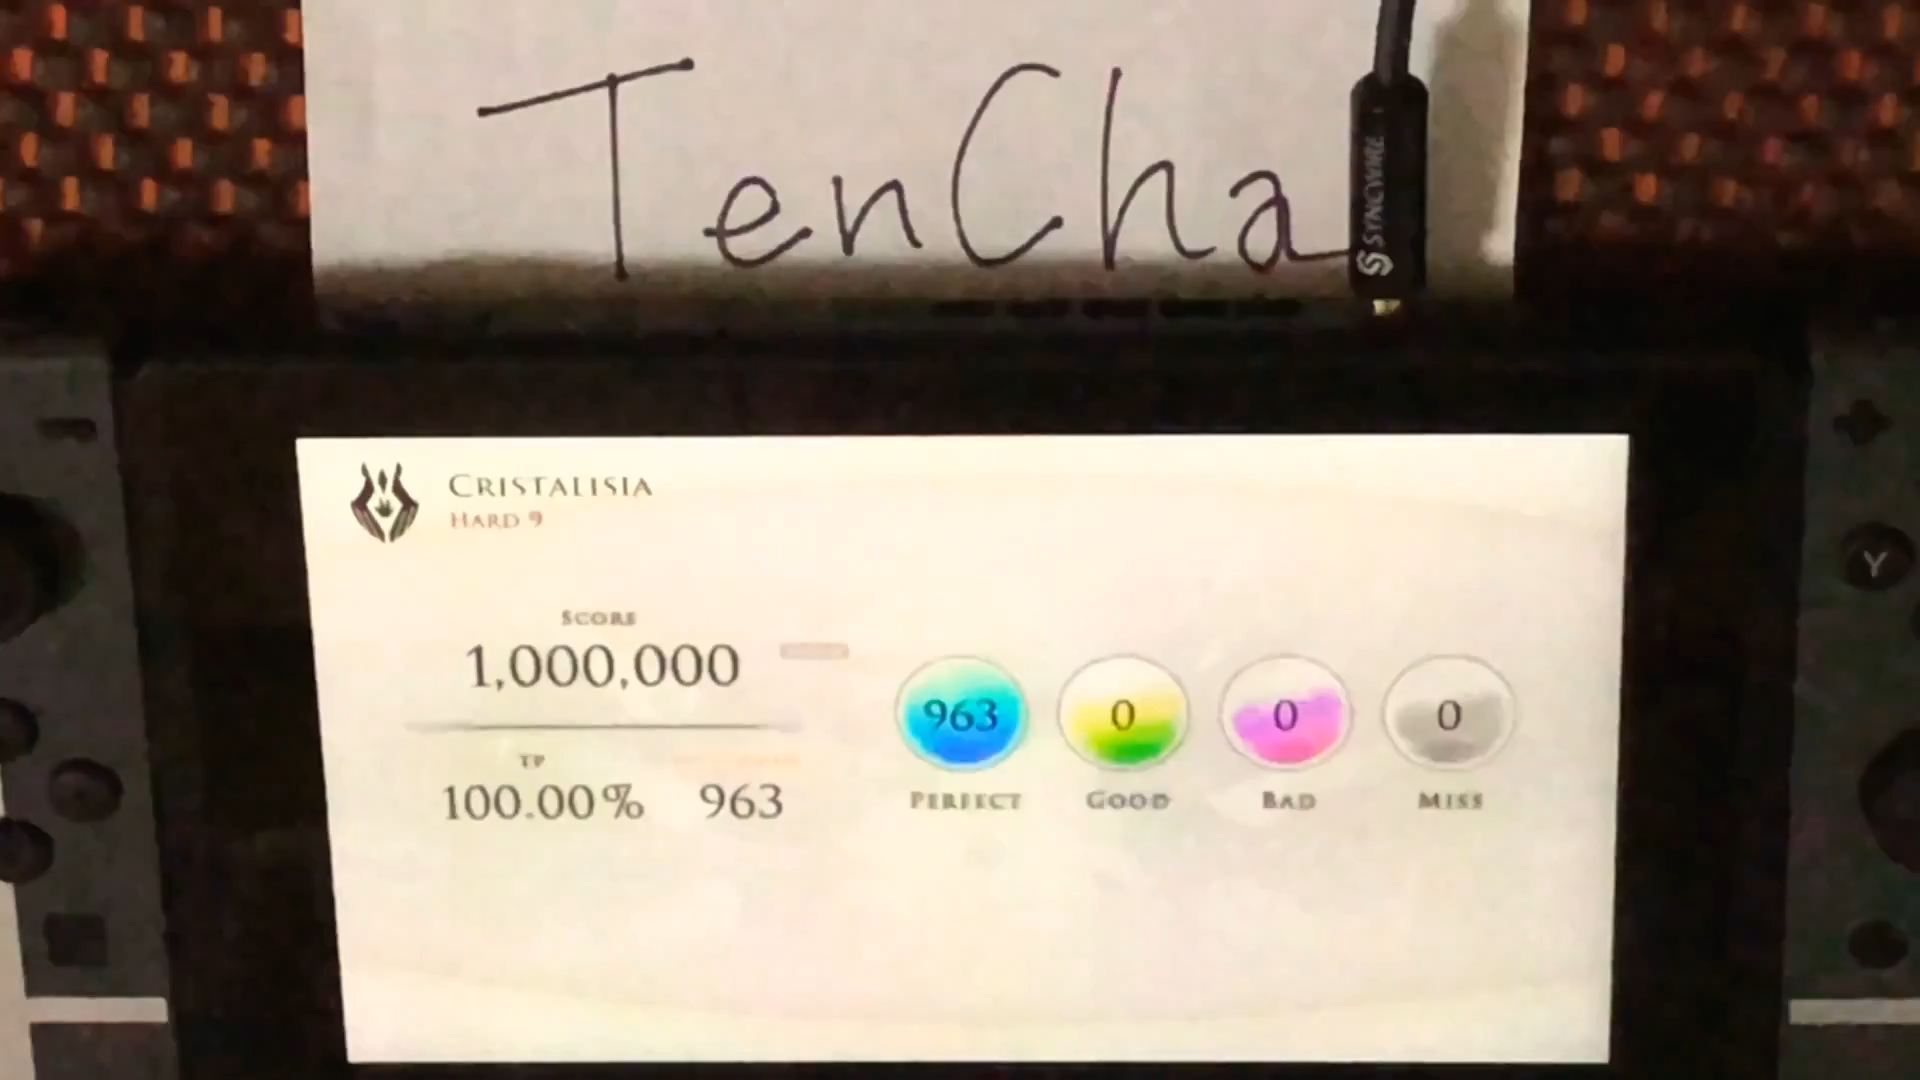 TenCha
SYNCWIRE
CRISTALISIA
HARD 9
SCORE
1,000,000
TP
100.00% 963
963 0 0 0
PERFECT GOOD BAD MISS
Y